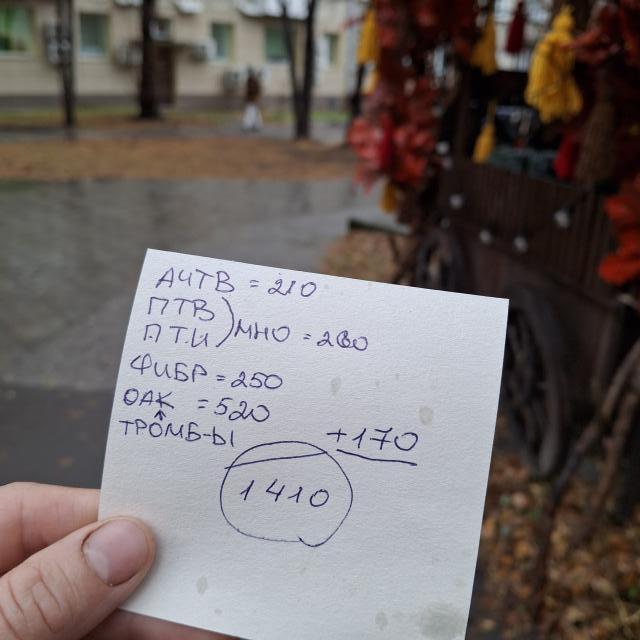 АЧТВ = 210
ПТВ
П.Т.И ) МНО = 260
ФИБР = 250
ОАК = 520
ТРОМБ-Ы
+170
1410